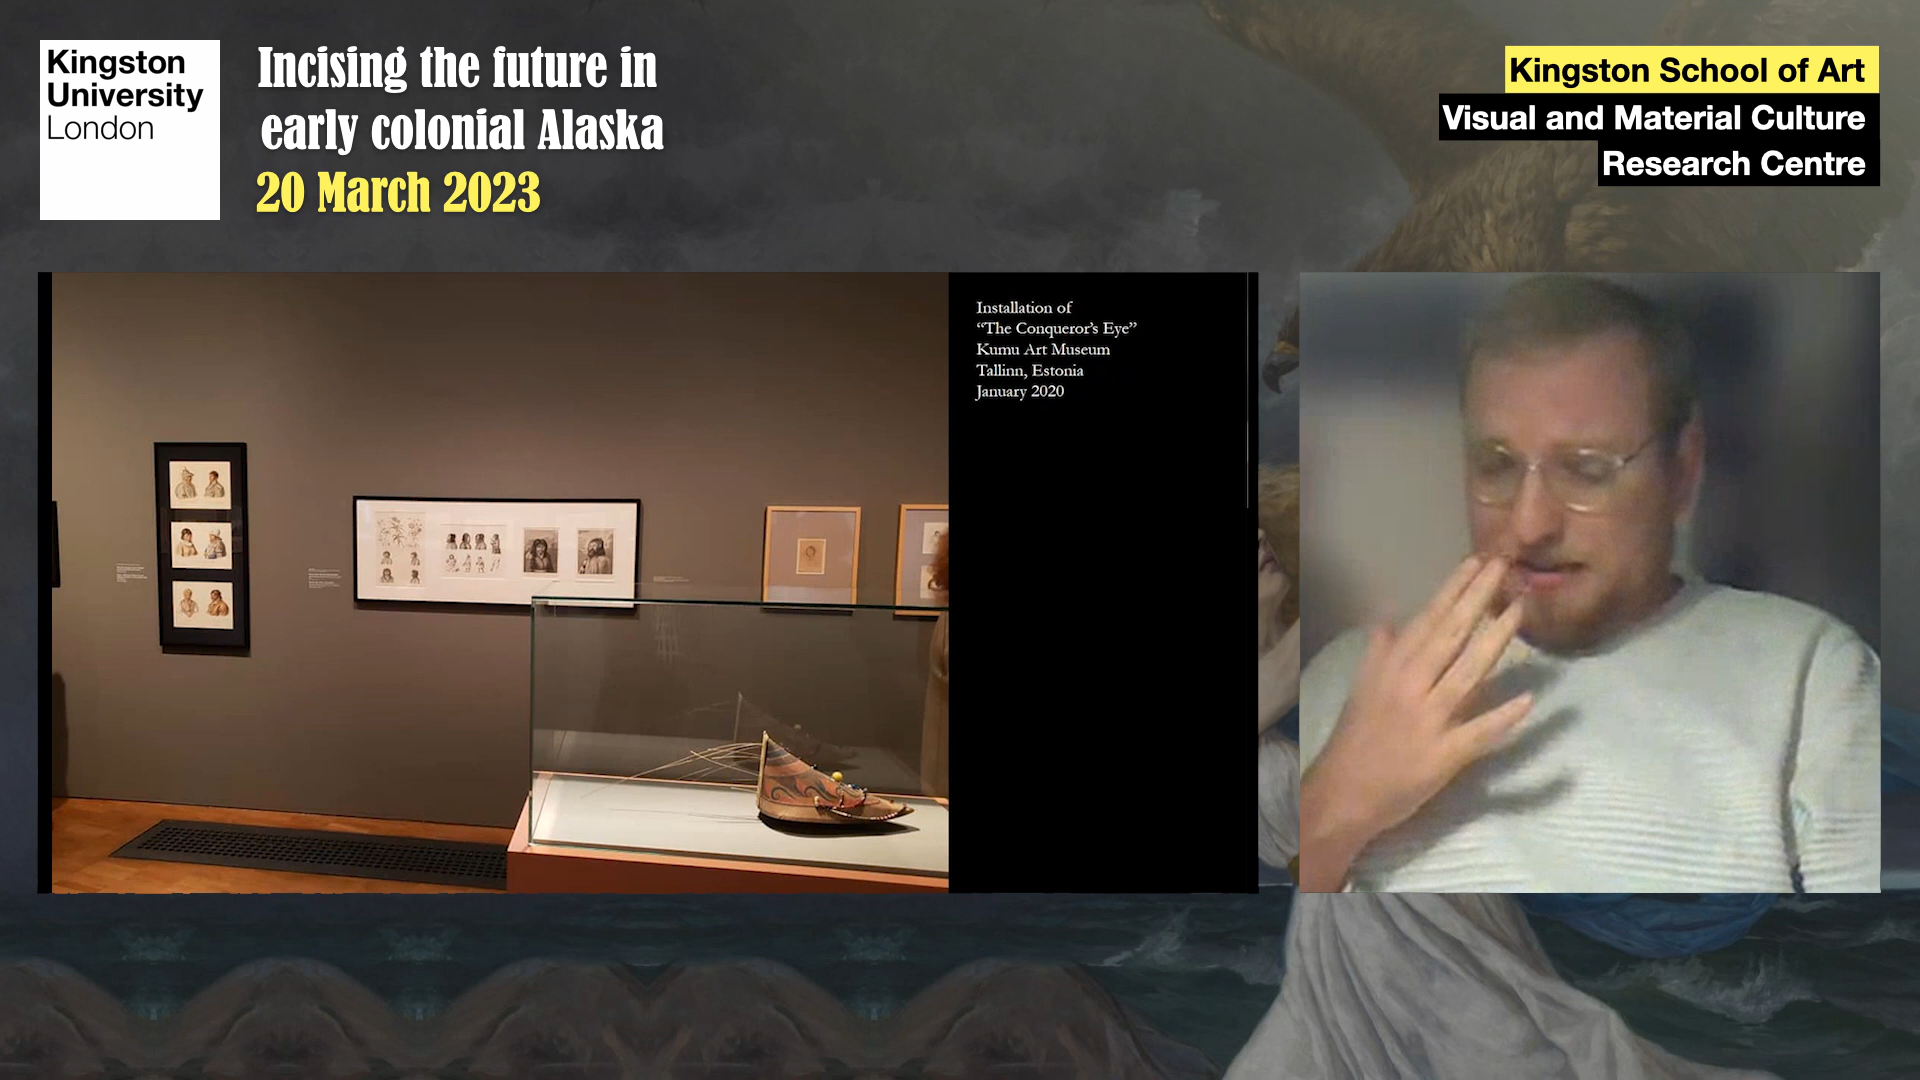 Kingston
University
London
Incising the future in
early colonial Alaska
20 March 2023
Kingston School of Art
Visual and Material Culture
Research Centre
Installation of
“The Conqueror’s Eye”
Kumu Art Museum
Tallinn, Estonia
January 2020